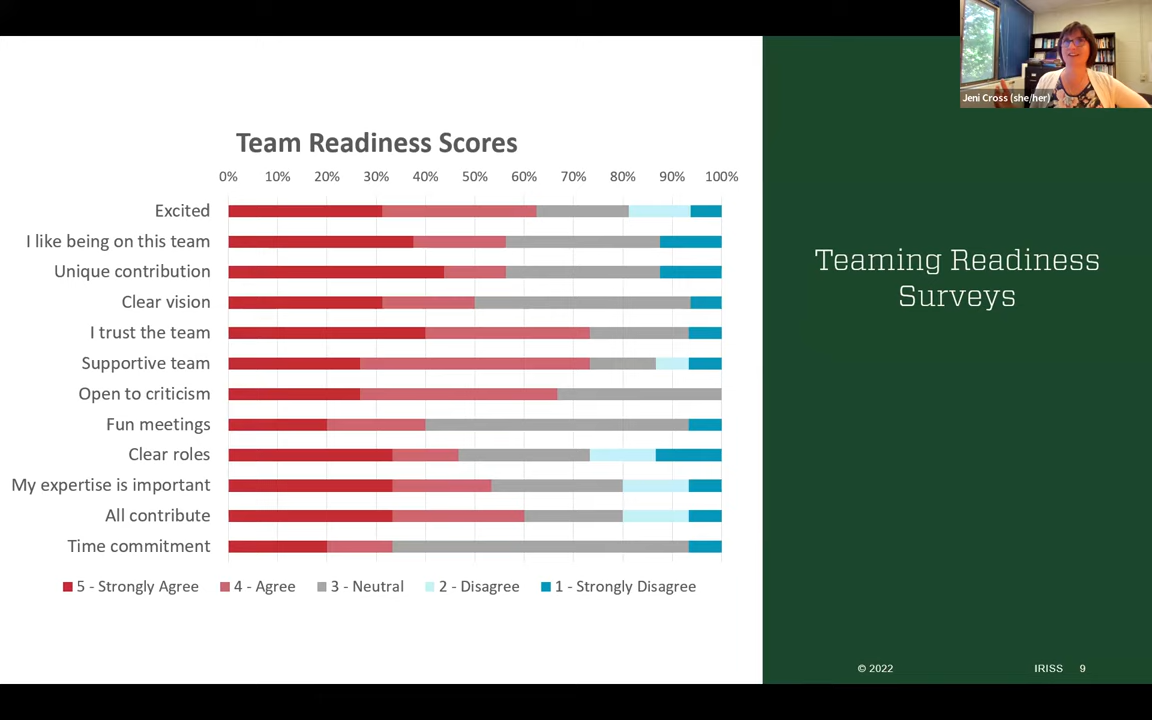 Jeni Cross (she/her)
Team Readiness Scores
0% 10% 20% 30% 40% 50% 60% 70% 80% 90% 100%
Excited
I like being on this team
Unique contribution
Clear vision
I trust the team
Supportive team
Open to criticism
Fun meetings
Clear roles
My expertise is important
All contribute
Time commitment
5 - Strongly Agree 4 - Agree 3 - Neutral 2 - Disagree 1 - Strongly Disagree
Teaming Readiness
Surveys
© 2022 IRISS 9